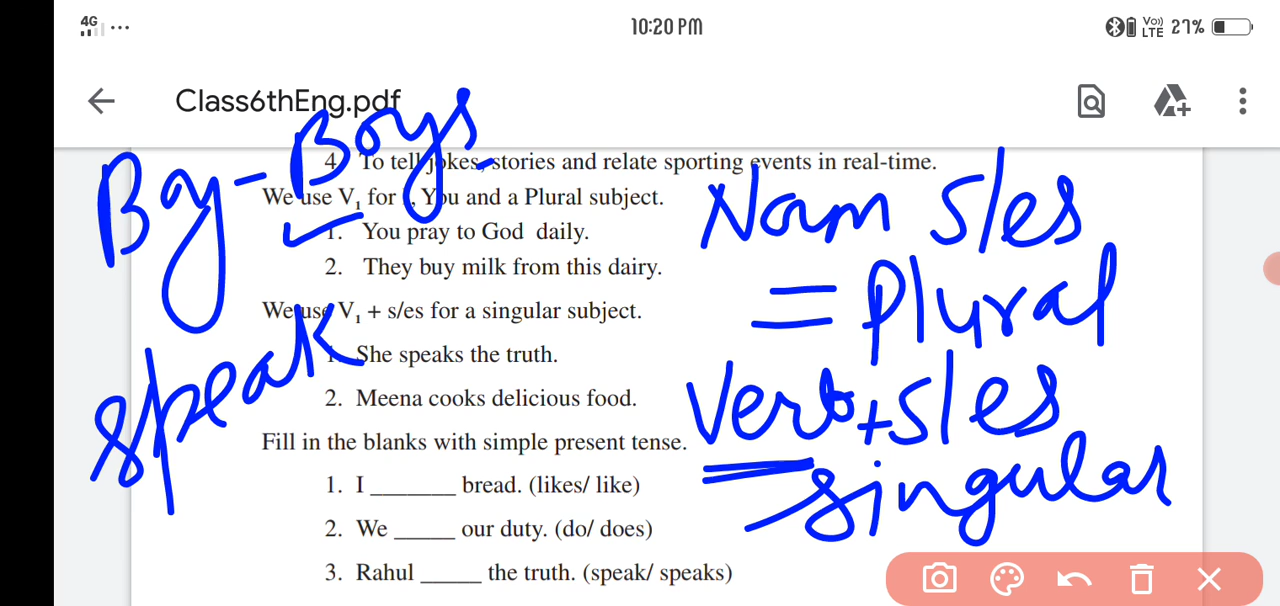 4G ... 10:20 PM Vo)) LTE 27%
Class6thEng.pdf
Boy - Boys
4. To tell jokes, stories and relate sporting events in real-time.
We use V1 for I, You and a Plural subject.
Noun s/es
1. You pray to God daily.
2. They buy milk from this dairy.
= plural
We use V1 + s/es for a singular subject.
speak
1. She speaks the truth.
2. Meena cooks delicious food.
Verb+s/es
Fill in the blanks with simple present tense.
singular
1. I _______ bread. (likes/ like)
2. We _____ our duty. (do/ does)
3. Rahul _____ the truth. (speak/ speaks)